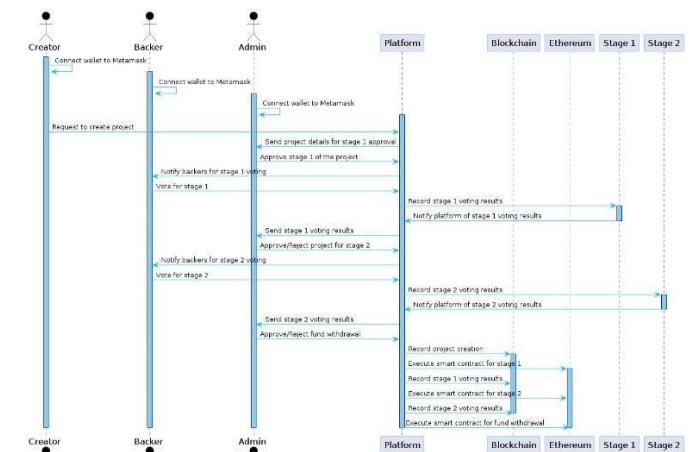 Creator Backer Admin Platform Blockchain Ethereum Stage 1 Stage 2
Connect wallet to Metamask
Connect wallet to Metamask
Connect wallet to Metamask
Request to create project
Send project details for stage 1 approval
Approve stage 1 of the project
Notify backers for stage 1 voting
Vote for stage 1
Record stage 1 voting results
Notify platform of stage 1 voting results
Send stage 1 voting results
Approve/Reject project for stage 2
Notify backers for stage 2 voting
Vote for stage 2
Record stage 2 voting results
Notify platform of stage 2 voting results
Send stage 2 voting results
Approve/Reject fund withdrawal
Record project creation
Execute smart contract for stage 1
Record stage 1 voting results
Execute smart contract for stage 2
Record stage 2 voting results
Execute smart contract for fund withdrawal
Creator Backer Admin Platform Blockchain Ethereum Stage 1 Stage 2